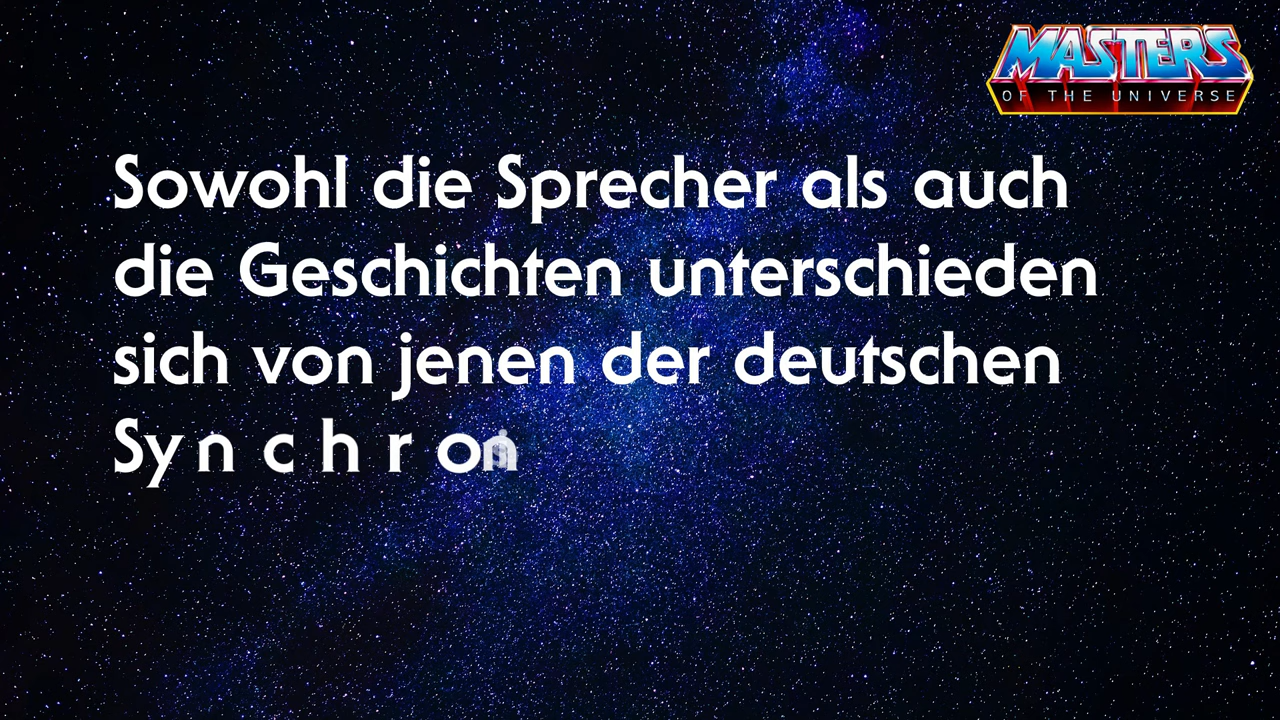 MASTERS
OF THE UNIVERSE
Sowohl die Sprecher als auch
die Geschichten unterschieden
sich von jenen der deutschen
Synchron